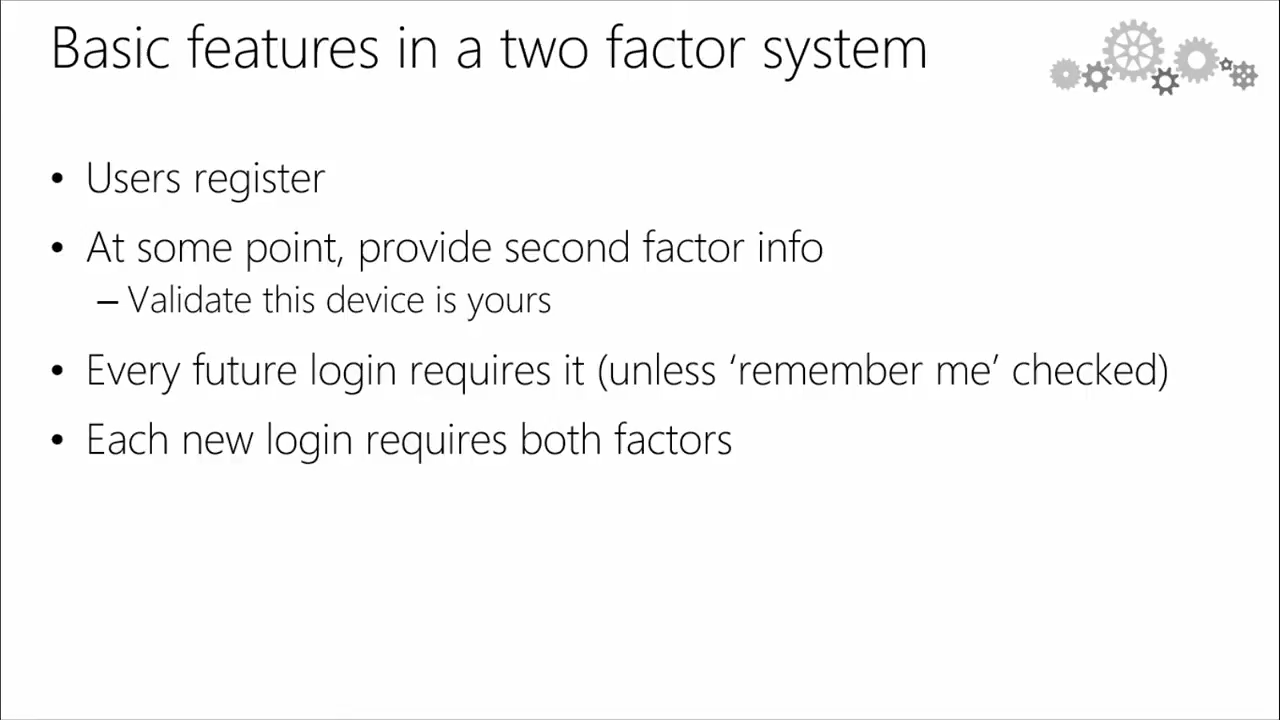 Basic features in a two factor system
• Users register
• At some point, provide second factor info
– Validate this device is yours
• Every future login requires it (unless ‘remember me’ checked)
• Each new login requires both factors